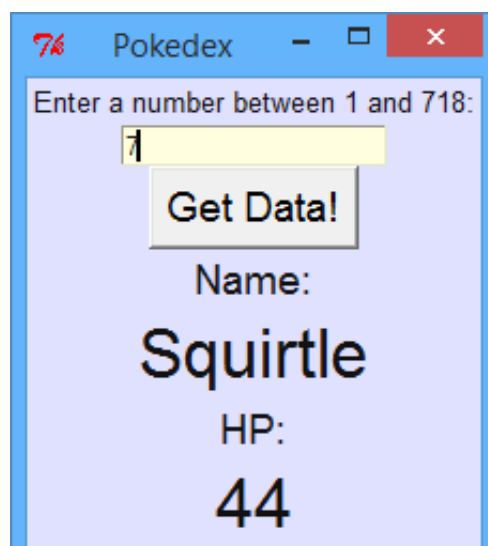 Pokedex
Enter a number between 1 and 718:
7
Get Data!
Name:
Squirtle
HP:
44